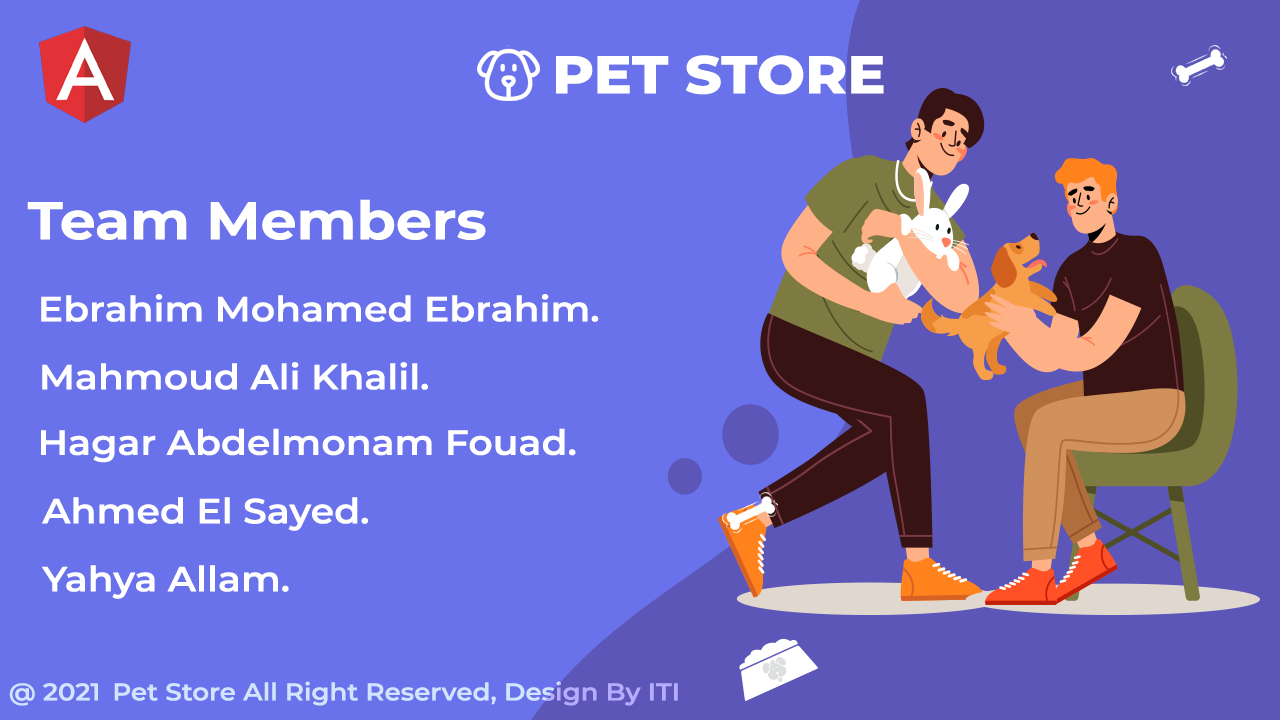 A
PET STORE
Team Members
Ebrahim Mohamed Ebrahim.
Mahmoud Ali Khalil.
Hagar Abdelmonam Fouad.
Ahmed El Sayed.
Yahya Allam.
@ 2021 Pet Store All Right Reserved, Design By ITI